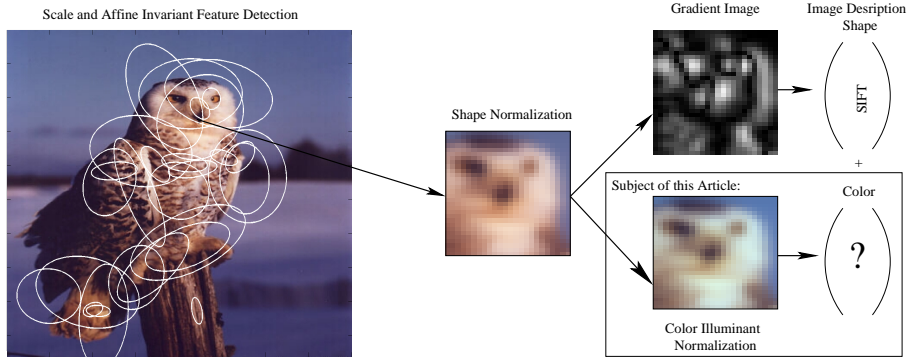 Scale and Affine Invariant Feature Detection
Gradient Image
Image Desription
Shape
SIFT
Shape Normalization
+
Subject of this Article:
Color
?
Color Illuminant
Normalization